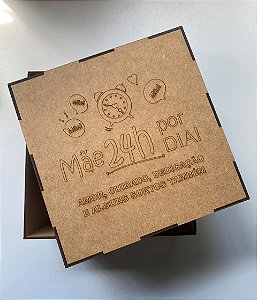 Mãe 24h por DIA!
AMOR, CUIDADO, DEDICAÇÃO
E ALGUNS SURTOS TAMBÉM